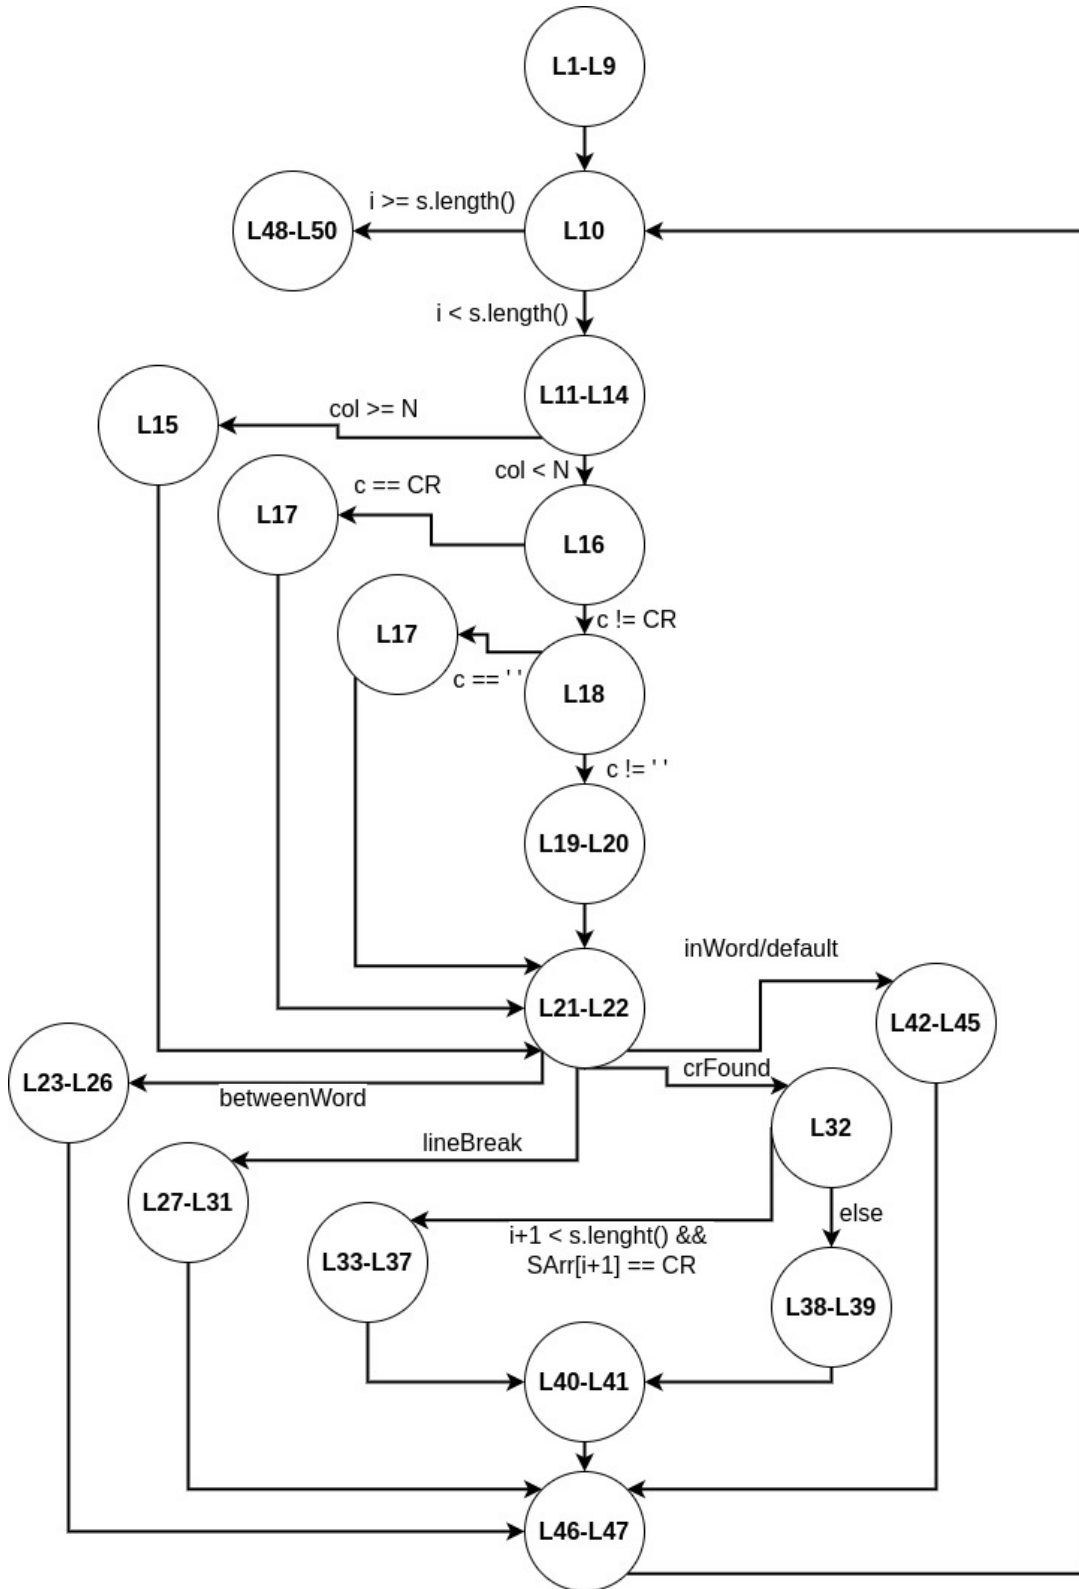 L1-L9
i >= s.length()
L48-L50
L10
i < s.length()
L11-L14
col >= N
L15
col < N
c == CR
L17
L16
c != CR
L17
c == ' '
L18
c != ' '
L19-L20
inWord/default
L21-L22
L42-L45
crFound
L23-L26
betweenWord
L32
lineBreak
L27-L31
else
i+1 < s.lenght() &&
SArr[i+1] == CR
L33-L37
L38-L39
L40-L41
L46-L47